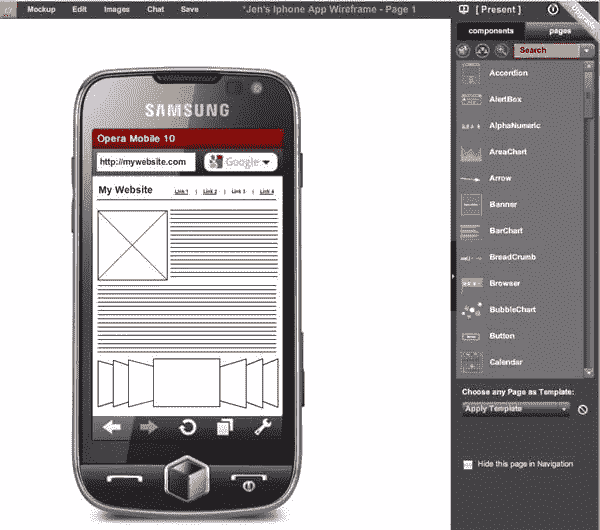 Mockup Edit Images Chat Save *Jen's Iphone App Wireframe - Page 1 [ Present ]
Upgrade
components pages
Search
Accordion
AlertBox
AlphaNumeric
AreaChart
Arrow
Banner
BarChart
BreadCrumb
Browser
BubbleChart
Button
Calendar
Choose any Page as Template:
Apply Template
Hide this page in Navigation
SAMSUNG
Opera Mobile 10
http://mywebsite.com Google
My Website Link 1 | Link 2 | Link 3 | Link 4